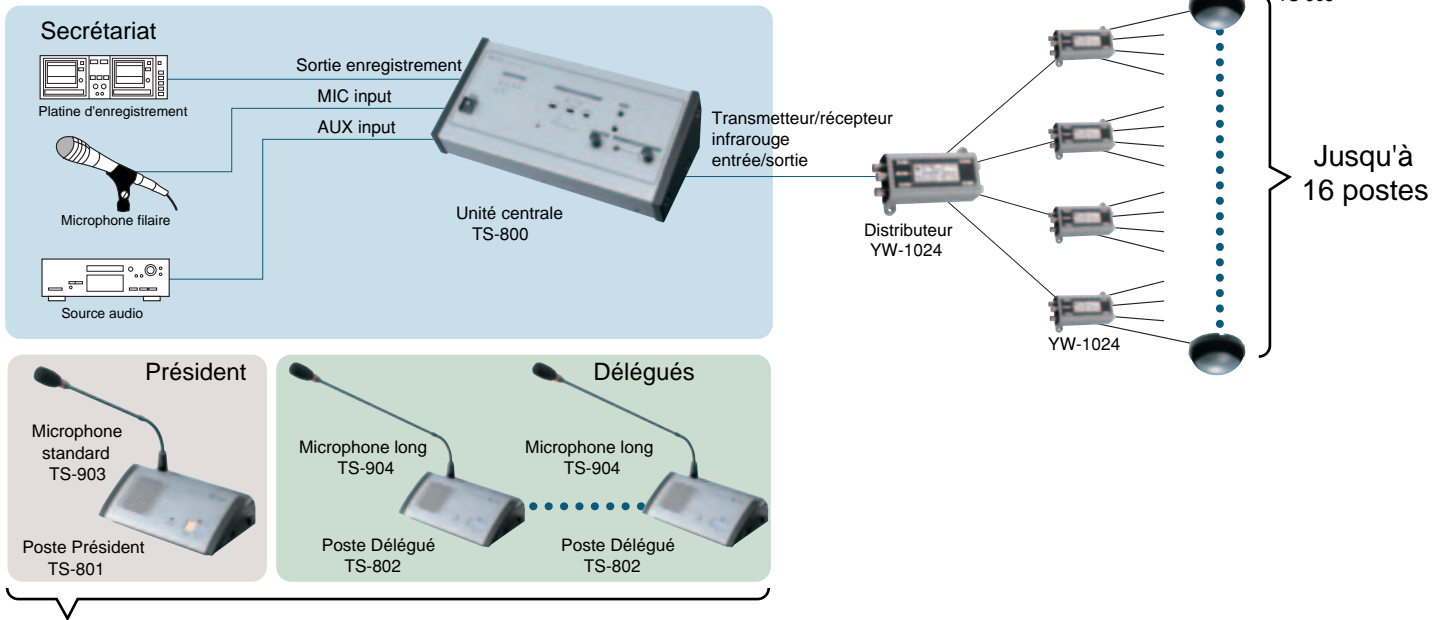 Secrétariat
Platine d'enregistrement
Sortie enregistrement
MIC input
AUX input
Microphone filaire
Source audio
Unité centrale
TS-800
Transmetteur/récepteur
infrarouge
entrée/sortie
Distributeur
YW-1024
YW-1024
Jusqu'à
16 postes
Président
Microphone
standard
TS-903
Poste Président
TS-801
Délégués
Microphone long
TS-904
Poste Délégué
TS-802
Microphone long
TS-904
Poste Délégué
TS-802